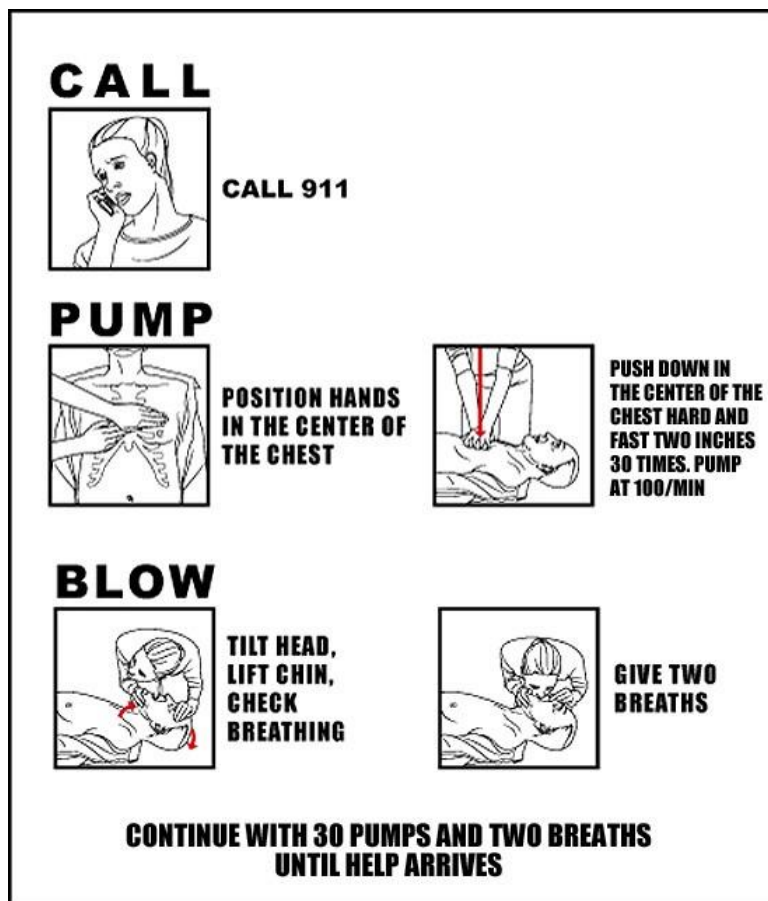 CALL
CALL 911
PUMP
POSITION HANDS
IN THE CENTER OF
THE CHEST
PUSH DOWN IN
THE CENTER OF THE
CHEST HARD AND
FAST TWO INCHES
30 TIMES. PUMP
AT 100/MIN
BLOW
TILT HEAD,
LIFT CHIN,
CHECK
BREATHING
GIVE TWO
BREATHS
CONTINUE WITH 30 PUMPS AND TWO BREATHS
UNTIL HELP ARRIVES